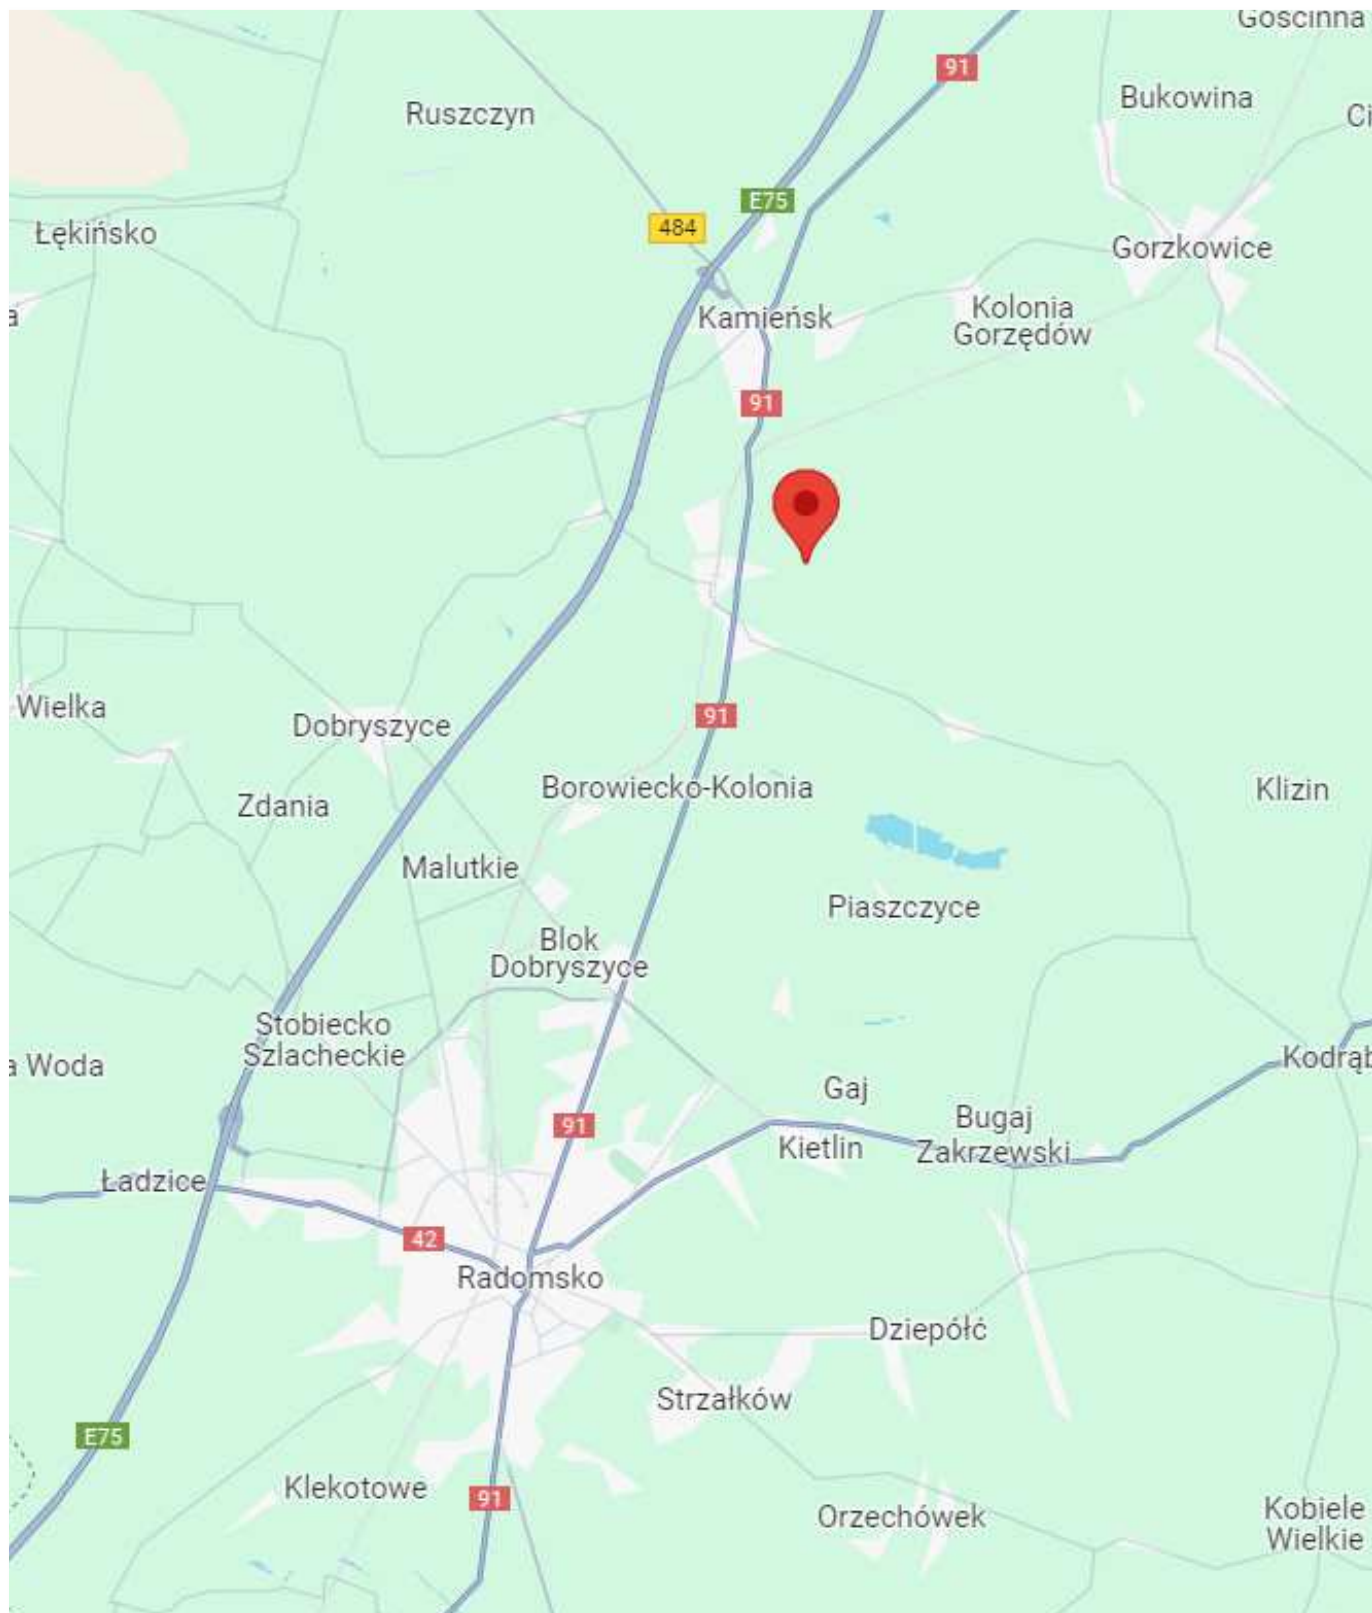 Gościnna
91
Bukowina
Ruszczyn
Ci
E75
484
Łękińsko
Gorzkowice
a
Kamieńsk
Kolonia
Gorzędów
91
Wielka
91
Dobryszyce
Borowiecko-Kolonia
Klizin
Zdania
Malutkie
Piaszczyce
Blok
Dobryszyce
Stobiecko
Szlacheckie
a Woda
Kodrąb
Gaj
Bugaj
Zakrzewski
91
Kietlin
Ładzice
42
Radomsko
Dziepółć
Strzałków
E75
Klekotowe
91
Orzechówek
Kobiele
Wielkie